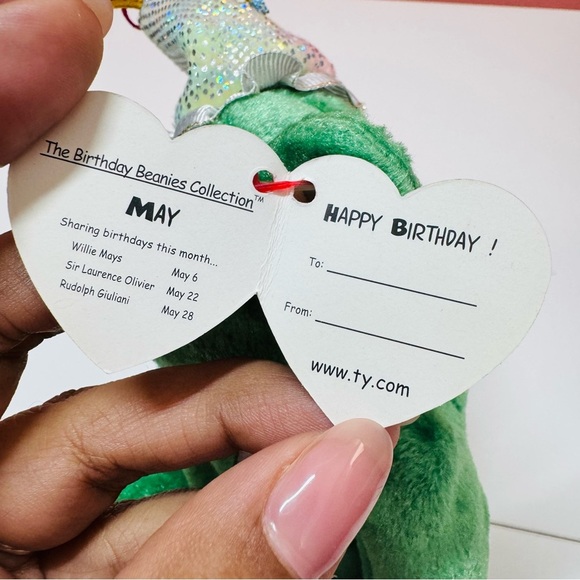 The Birthday Beanies Collection™
May
Sharing birthdays this month...
Willie Mays May 6
Sir Laurence Olivier May 22
Rudolph Giuliani May 28
Happy Birthday !
To:
From:
www.ty.com